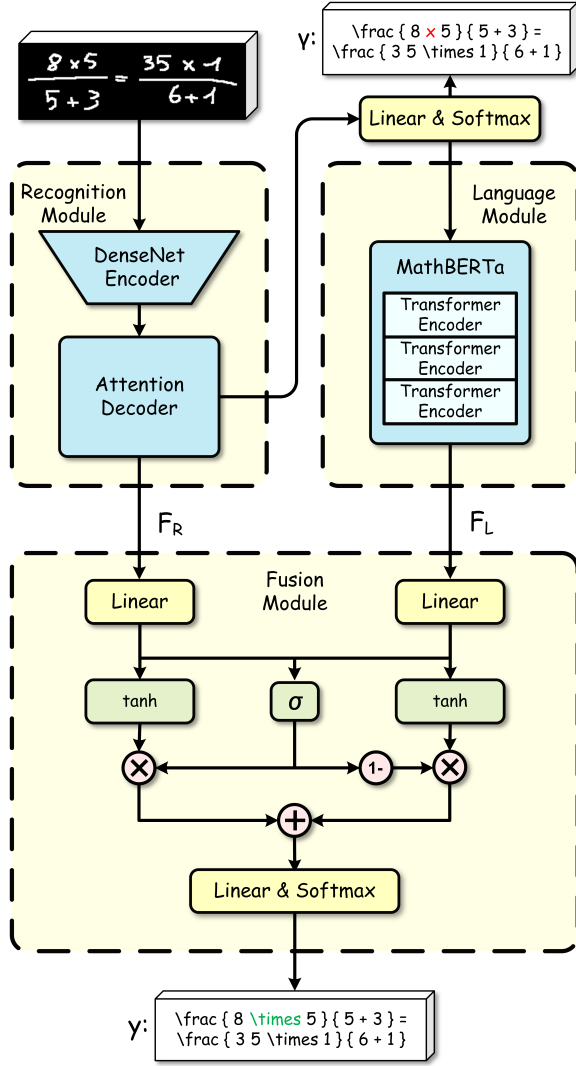 y:
\frac { 8 x 5 } { 5 + 3 } =
\frac { 3 5 \times 1 } { 6 + 1 }
8 × 5 / 5 + 3 = 35 × 1 / 6 + 1
Linear & Softmax
Recognition
Module
Language
Module
DenseNet
Encoder
MathBERTa
Transformer
Encoder
Transformer
Encoder
Transformer
Encoder
Attention
Decoder
F_R
F_L
Fusion
Module
Linear
Linear
tanh
σ
tanh
×
1-
×
+
Linear & Softmax
y:
\frac { 8 \times 5 } { 5 + 3 } =
\frac { 3 5 \times 1 } { 6 + 1 }